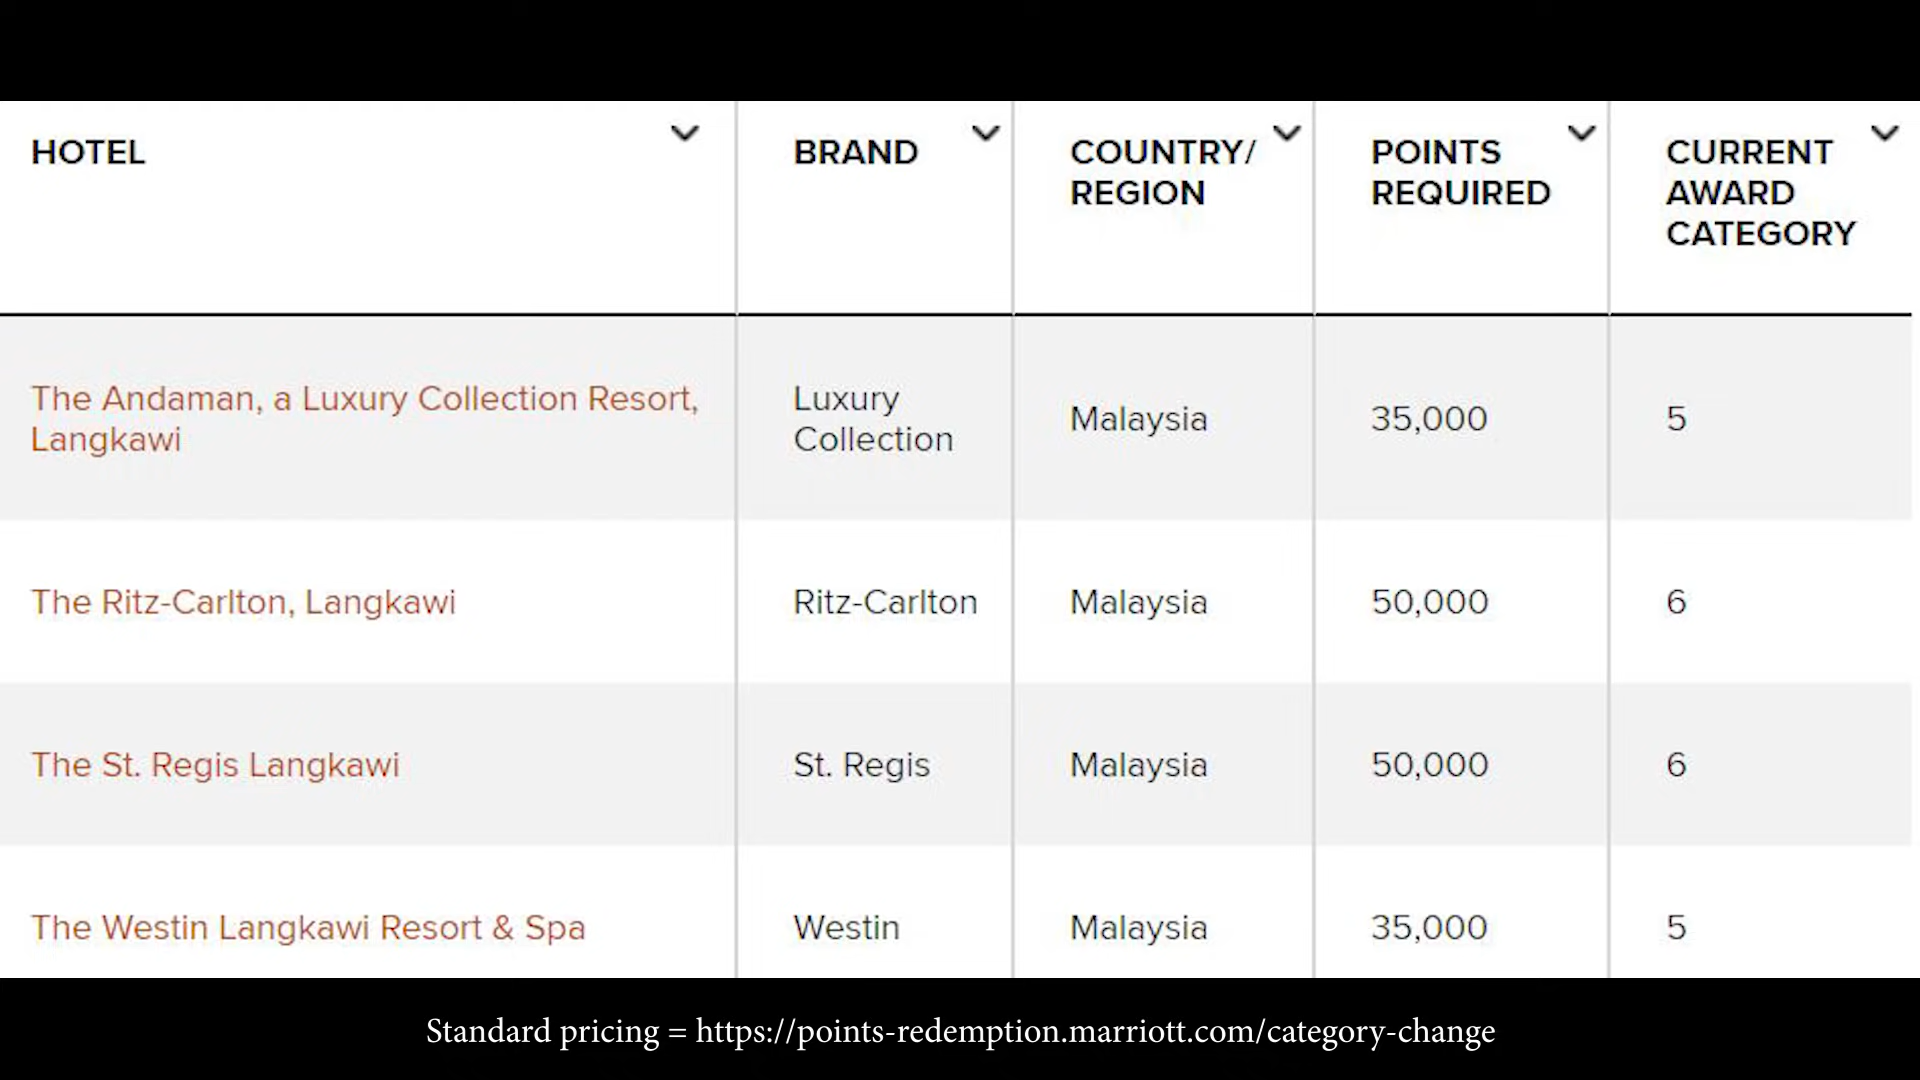 HOTEL
BRAND
COUNTRY/
REGION
POINTS
REQUIRED
CURRENT
AWARD
CATEGORY
The Andaman, a Luxury Collection Resort,
Langkawi
Luxury
Collection
Malaysia
35,000
5
The Ritz-Carlton, Langkawi
Ritz-Carlton
Malaysia
50,000
6
The St. Regis Langkawi
St. Regis
Malaysia
50,000
6
The Westin Langkawi Resort & Spa
Westin
Malaysia
35,000
5
Standard pricing = https://points-redemption.marriott.com/category-change